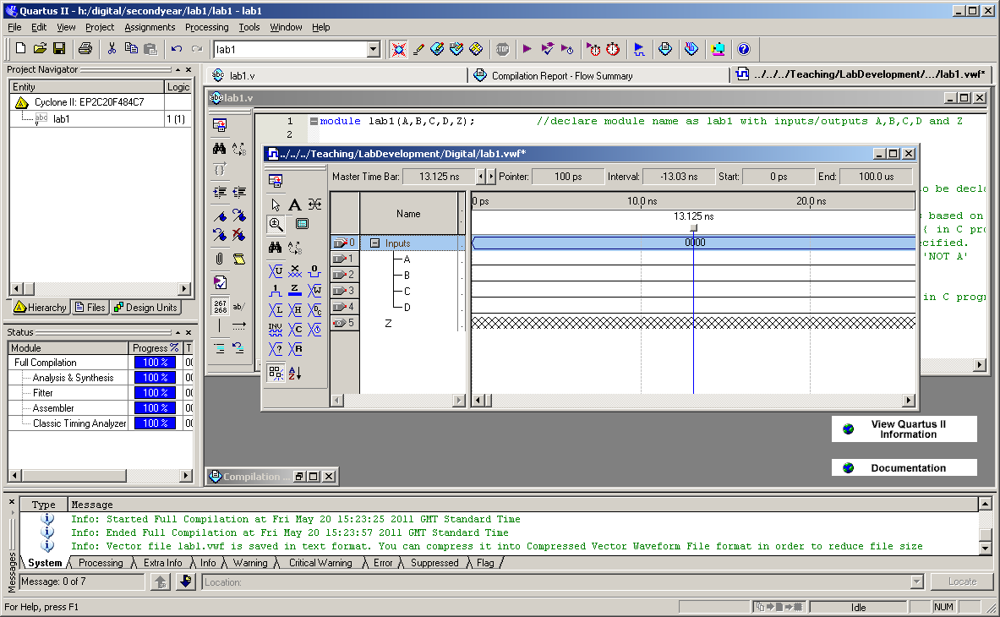 Quartus II - h:/digital/secondyear/lab1/lab1 - lab1
File Edit View Project Assignments Processing Tools Window Help
lab1
STOP
Project Navigator
Entity Logic
Cyclone II: EP2C20F484C7
abc lab1 1 (1)
Hierarchy Files Design Units
Status
Module Progress % T
Full Compilation 100 % 00
Analysis & Synthesis 100 % 00
Fitter 100 % 00
Assembler 100 % 00
Classic Timing Analyzer 100 % 00
abc lab1.v
Compilation Report - Flow Summary
../../../Teaching/LabDevelopment/.../lab1.vwf*
abc lab1.v
1 module lab1(A,B,C,D,Z); //declare module name as lab1 with inputs/outputs A,B,C,D and Z
2
o be decla
s based on
{ in C pro
cified.
'NOT A'
in C progr
267
268
ab/
../../../Teaching/LabDevelopment/Digital/lab1.vwf*
Master Time Bar: 13.125 ns Pointer: 100 ps Interval: -13.03 ns Start: 0 ps End: 100.0 us
Name
0 ps 10.0 ns 20.0 ns
13.125 ns
0 Inputs 0000
1 A
2 B
3 C
4 D
5 Z
View Quartus II
Information
Documentation
Compilation ...
Type Message
Info: Started Full Compilation at Fri May 20 15:23:25 2011 GMT Standard Time
Info: Ended Full Compilation at Fri May 20 15:23:57 2011 GMT Standard Time
Info: Vector file lab1.vwf is saved in text format. You can compress it into Compressed Vector Waveform File format in order to reduce file size
System Processing Extra Info Info Warning Critical Warning Error Suppressed Flag
Messages
Message: 0 of 7
Location:
Locate
For Help, press F1
Idle
NUM